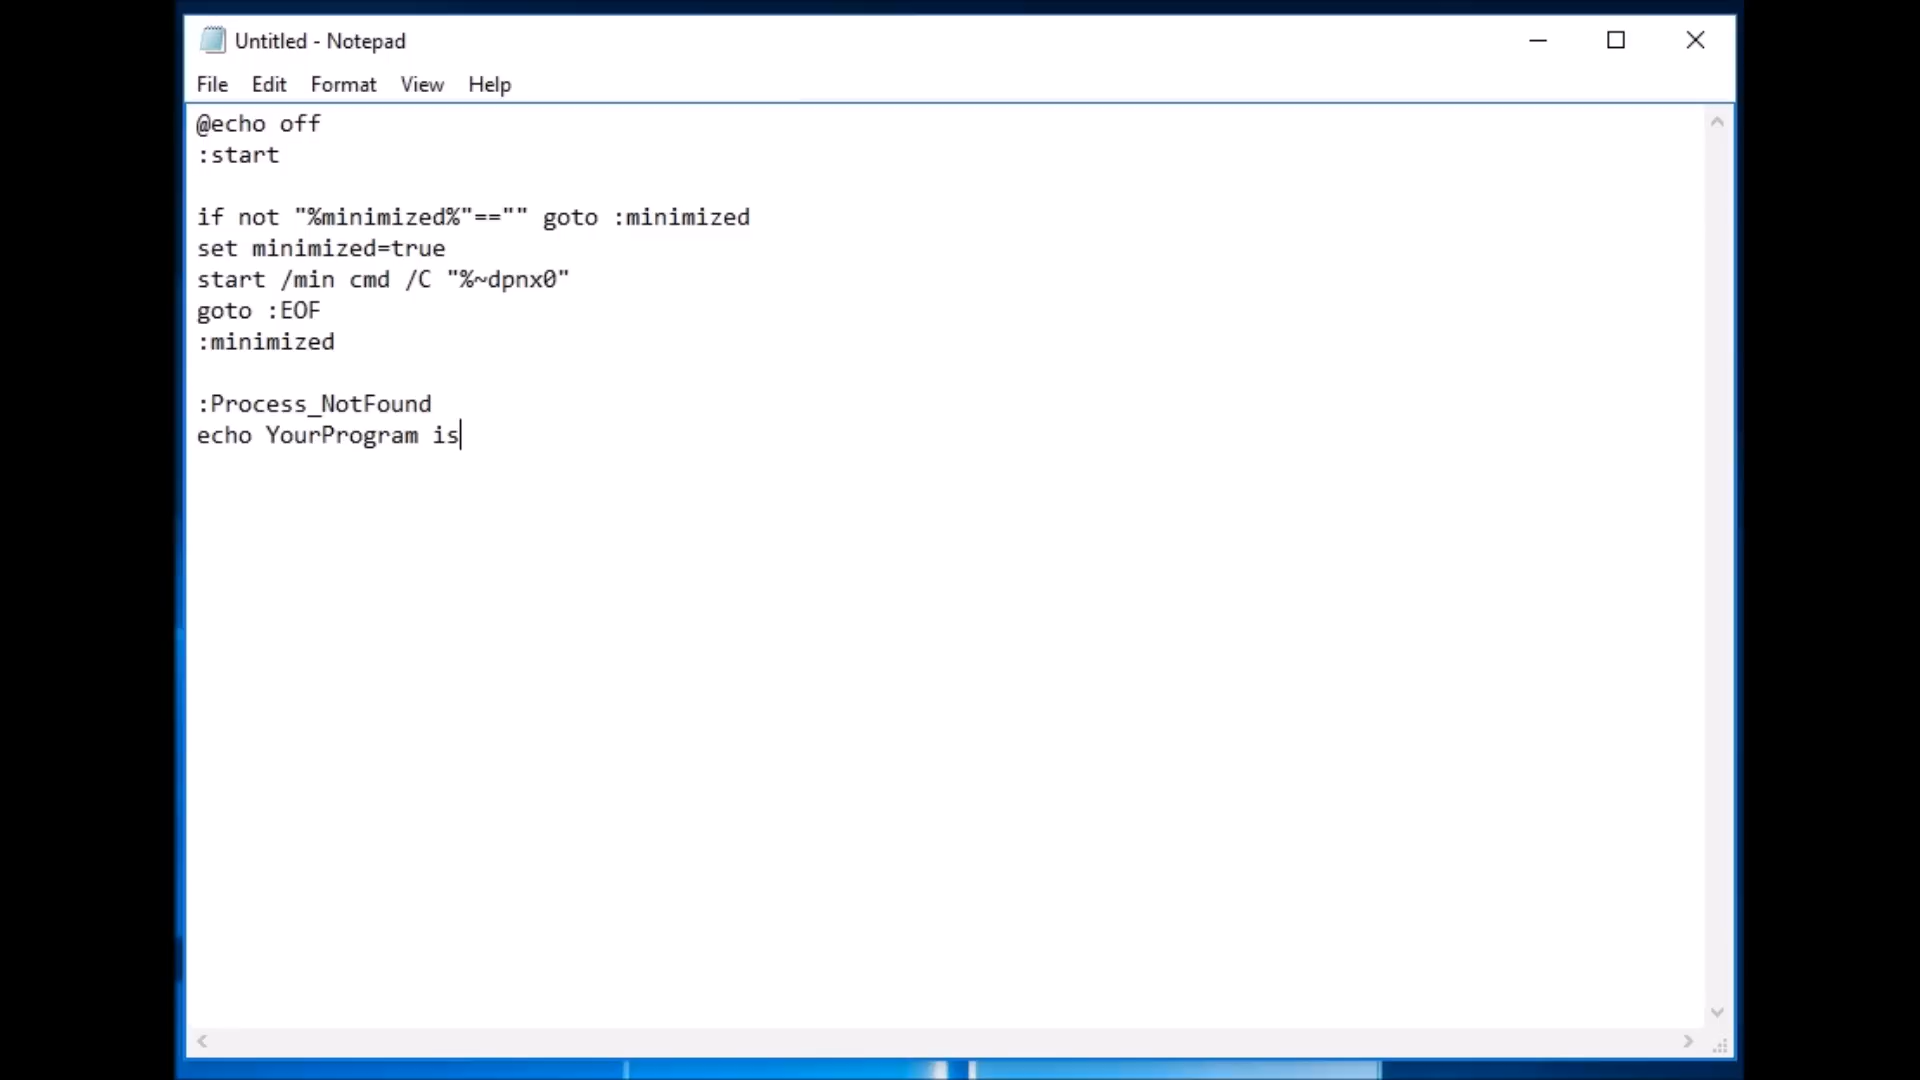 Untitled - Notepad
File Edit Format View Help
@echo off
:start
if not "%minimized%"=="" goto :minimized
set minimized=true
start /min cmd /C "%~dpnx0"
goto :EOF
:minimized
:Process_NotFound
echo YourProgram is